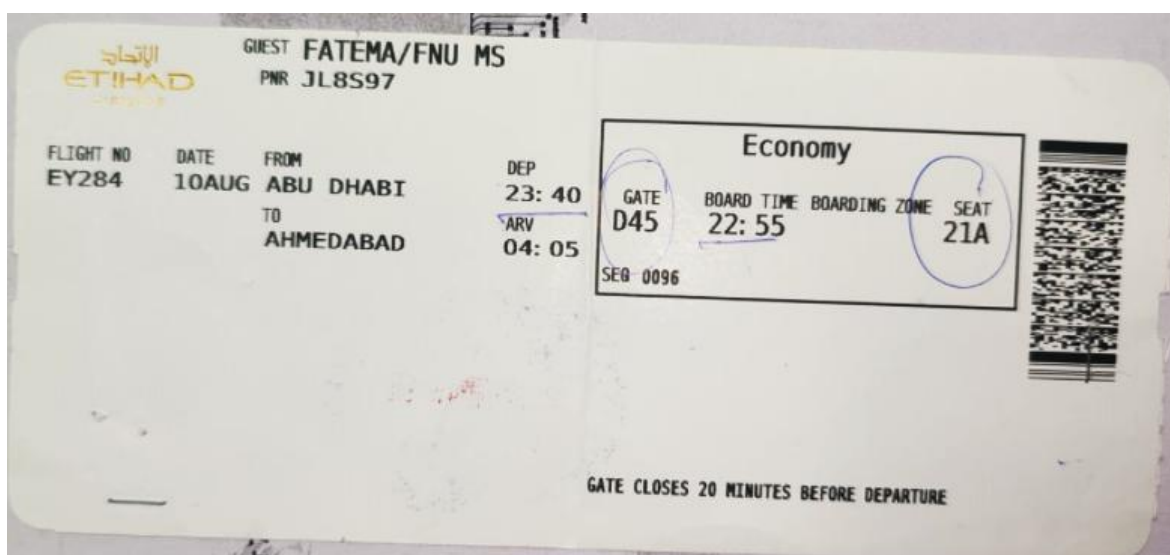 الإتحاد
ETIHAD
GUEST FATEMA/FNU MS
PNR JL8S97
FLIGHT NO DATE FROM DEP
EY284 10AUG ABU DHABI 23:40
TO ARV
AHMEDABAD 04:05
Economy
GATE BOARD TIME BOARDING ZONE SEAT
D45 22:55 21A
SEQ 0096
GATE CLOSES 20 MINUTES BEFORE DEPARTURE